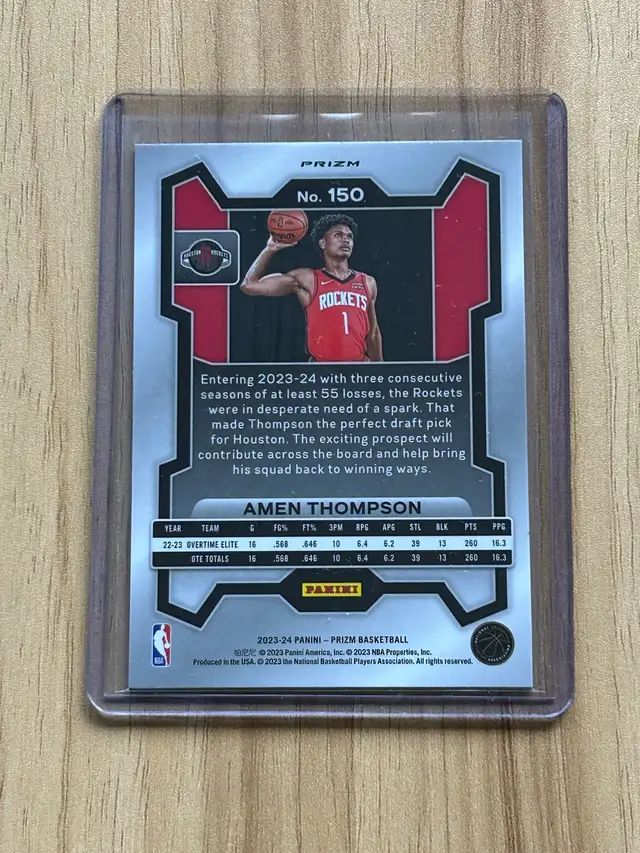 PRIZM
No. 150
HOUSTON ROCKETS
ROCKETS
1
Entering 2023-24 with three consecutive
seasons of at least 55 losses, the Rockets
were in desperate need of a spark. That
made Thompson the perfect draft pick
for Houston. The exciting prospect will
contribute across the board and help bring
his squad back to winning ways.
AMEN THOMPSON
YEAR TEAM G FG% FT% 3PM RPG APG STL BLK PTS PPG
22-23 OVERTIME ELITE 16 .568 .646 10 6.4 6.2 39 13 260 16.3
OTE TOTALS 16 .568 .646 10 6.4 6.2 39 13 260 16.3
PANINI
2023-24 PANINI – PRIZM BASKETBALL
© 2023 Panini America, Inc. © 2023 NBA Properties, Inc.
Produced in the USA. © 2023 the National Basketball Players Association. All rights reserved.
NBA